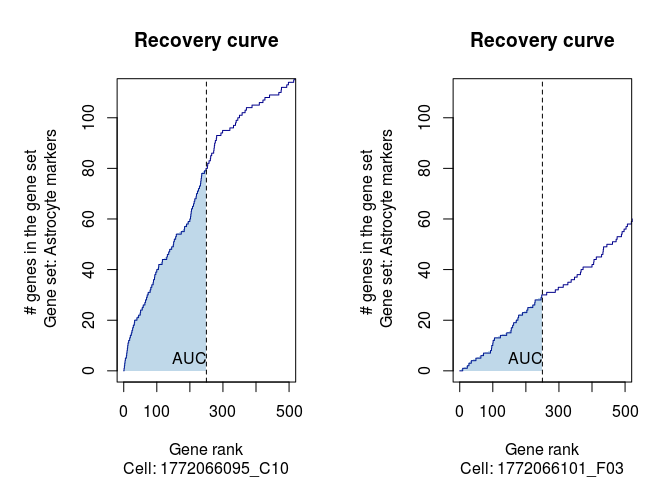 Recovery curve
# genes in the gene set
Gene set: Astrocyte markers
0
20
40
60
80
100
AUC
0
100
300
500
Gene rank
Cell: 1772066095_C10
Recovery curve
# genes in the gene set
Gene set: Astrocyte markers
0
20
40
60
80
100
AUC
0
100
300
500
Gene rank
Cell: 1772066101_F03